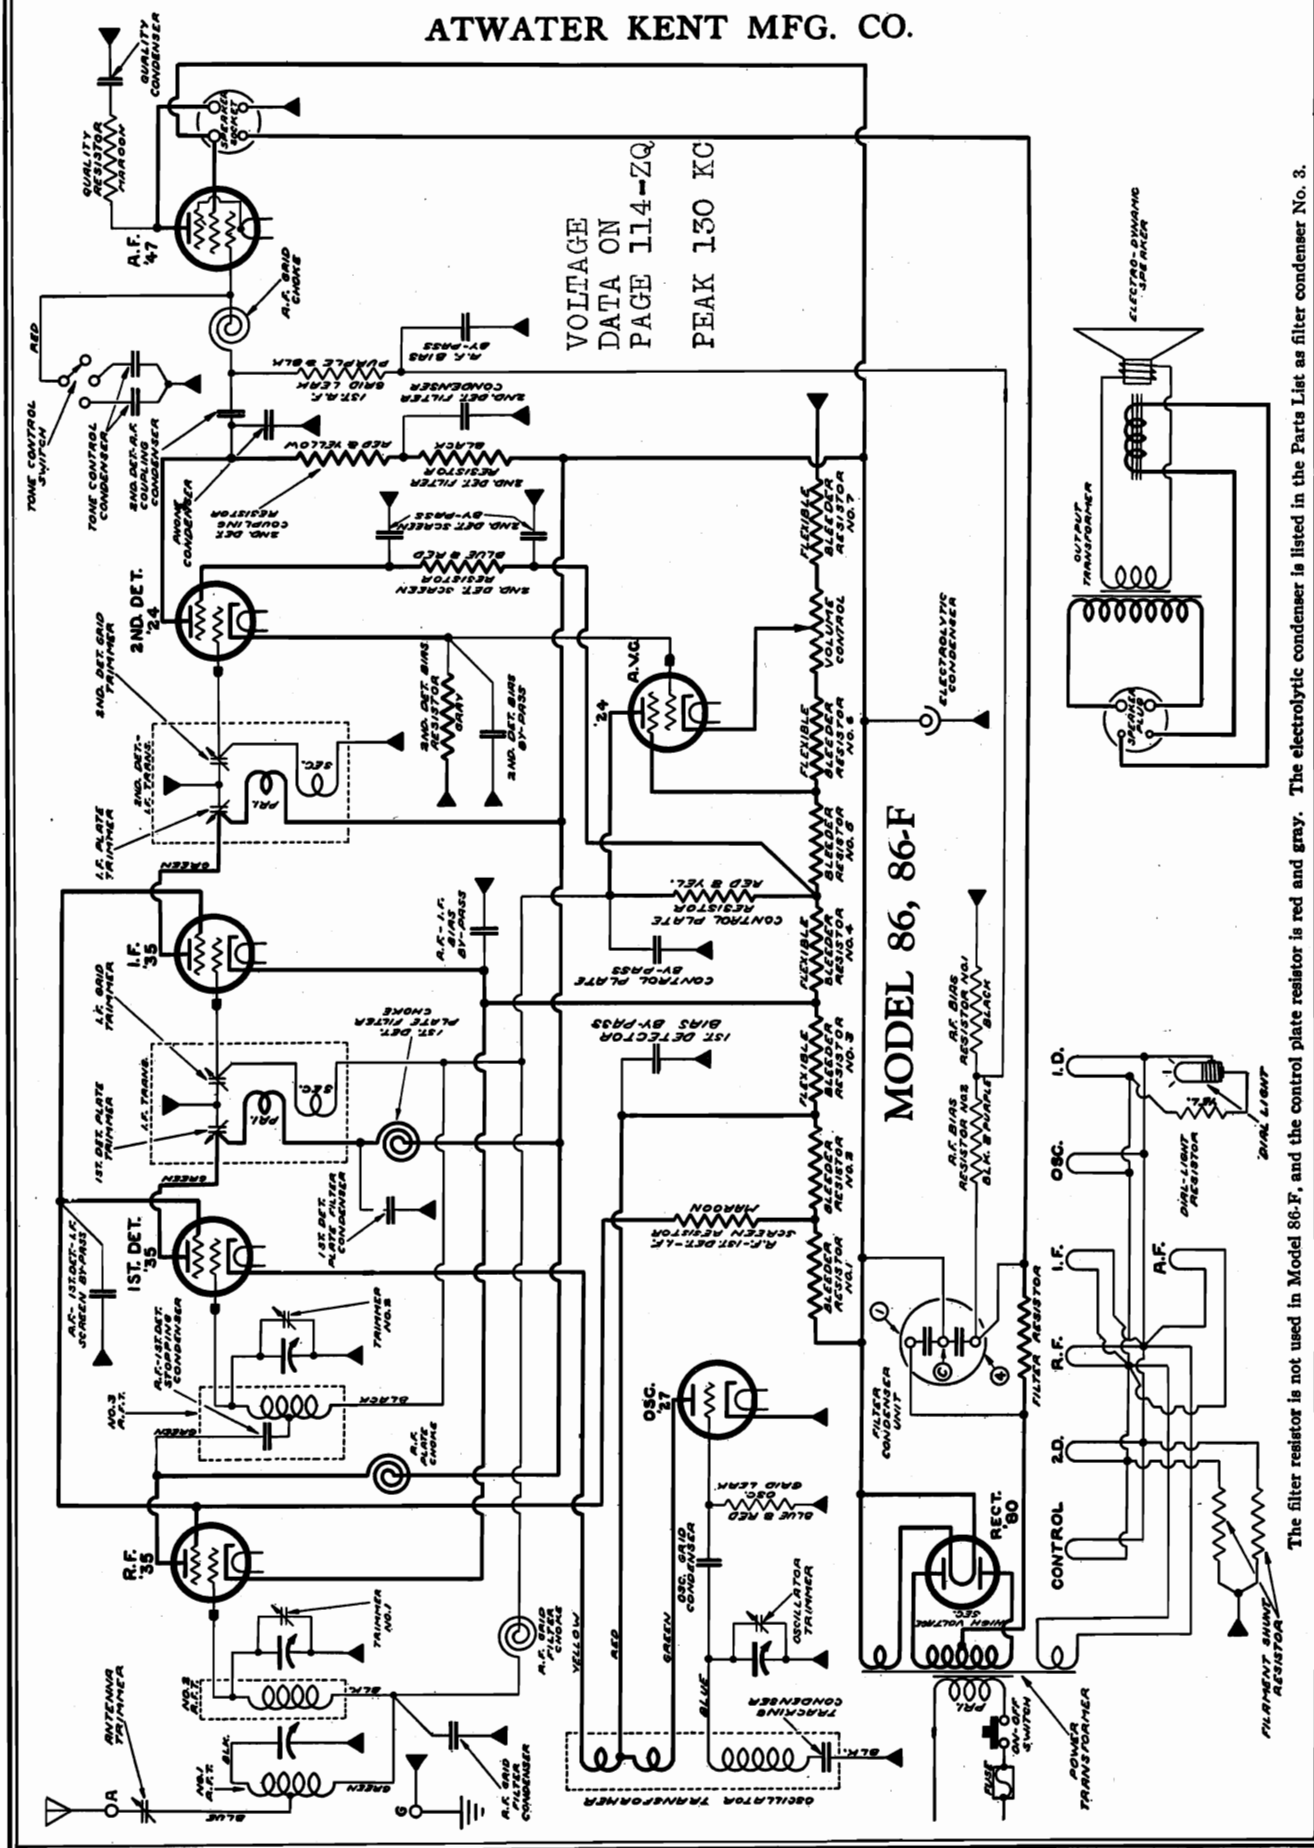 ATWATER KENT MFG. CO.
QUALITY
CONDENSER
QUALITY
RESISTOR
MAROON
SPEAKER
SOCKET
A.F.
'47
A.F. GRID
CHOKE
RED
TONE CONTROL
SWITCH
TONE CONTROL
CONDENSER
2ND. DET.-A.F.
COUPLING
CONDENSER
PHONE
CONDENSER
1ST. A.F.
GRID LEAK
PURPLE & BLK
A.F. BIAS
BY-PASS
2ND. DET. FILTER
CONDENSER
RED & YELLOW
BLACK
2ND. DET. FILTER
RESISTOR
2ND. DET.
COUPLING
RESISTOR
2ND. DET. SCREEN
BY-PASS
BLUE & RED
2ND. DET. SCREEN
RESISTOR
VOLTAGE
DATA ON
PAGE 114-ZQ
PEAK 130 KC
2ND. DET.
'24
2ND. DET. GRID
TRIMMER
2ND. DET.-
I.F. TRANS.
I.F. PLATE
TRIMMER
PRI.
SEC.
GREEN
2ND. DET. BIAS
RESISTOR
GRAY
2ND. DET. BIAS
BY-PASS
A.V.C.
'24
I.F.
'35
I.F. GRID
TRIMMER
I.F. TRANS.
1ST. DET. PLATE
TRIMMER
PRI.
SEC.
GREEN
R.F.-I.F.
BIAS
BY-PASS
1ST. DET.
PLATE FILTER
CHOKE
1ST. DET.
PLATE FILTER
CONDENSER
CONTROL PLATE
RESISTOR
RED & YEL.
CONTROL PLATE
BY-PASS
1ST. DETECTOR
BIAS BY-PASS
R.F.-1ST.DET.-I.F.
SCREEN RESISTOR
MAROON
FLEXIBLE
BLEEDER
RESISTOR
NO. 7
VOLUME
CONTROL
FLEXIBLE
BLEEDER
RESISTOR
NO. 6
FLEXIBLE
BLEEDER
RESISTOR
NO. 5
FLEXIBLE
BLEEDER
RESISTOR
NO. 4
FLEXIBLE
BLEEDER
RESISTOR
NO. 3
BLEEDER
RESISTOR
NO. 2
BLEEDER
RESISTOR
NO. 1
1ST. DET.
'35
R.F.-1ST.DET.-I.F.
SCREEN BY-PASS
R.F.-1ST.DET.
STOPPING
CONDENSER
NO. 3
R.F.T.
GREEN
BLACK
TRIMMER
NO. 2
R.F.
PLATE
CHOKE
R.F.
'35
TRIMMER
NO. 1
NO. 2
R.F.T.
BLK.
ANTENNA
TRIMMER
A
BLUE
NO. 1
R.F.T.
BLK.
GREEN
G
R.F. GRID
FILTER
CONDENSER
R.F. GRID
FILTER
CHOKE
YELLOW
RED
GREEN
BLUE
OSC.
'27
OSC.
GRID LEAK
BLUE & RED
OSC. GRID
CONDENSER
OSCILLATOR
TRIMMER
TRACKING
CONDENSER
BLK.
OSCILLATOR TRANSFORMER
MODEL 86, 86-F
ELECTROLYTIC
CONDENSER
A.F. BIAS
RESISTOR NO.1
BLACK
A.F. BIAS
RESISTOR NO.2
BLK. & PURPLE
FILTER
CONDENSER
UNIT
1
C
4
FILTER RESISTOR
RECT.
'80
HIGH VOLTAGE
SEC.
PRI.
ON-OFF
SWITCH
FUSE
POWER
TRANSFORMER
ELECTRO-DYNAMIC
SPEAKER
OUTPUT
TRANSFORMER
SPEAKER
PLUG
CONTROL
2D.
R.F.
I.F.
A.F.
OSC.
1.D.
YEL.
DIAL-LIGHT
RESISTOR
DIAL LIGHT
FILAMENT SHUNT
RESISTOR
The filter resistor is not used in Model 86-F, and the control plate resistor is red and gray. The electrolytic condenser is listed in the Parts List as filter condenser No. 3.